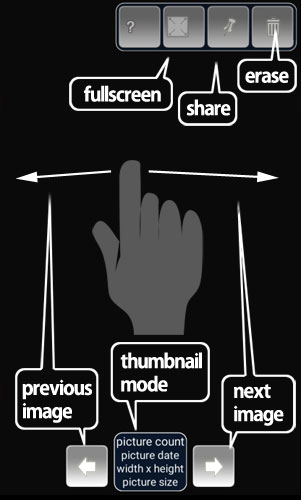 ?
erase
fullscreen
share
thumbnail
mode
previous
image
next
image
picture count
picture date
width x height
picture size